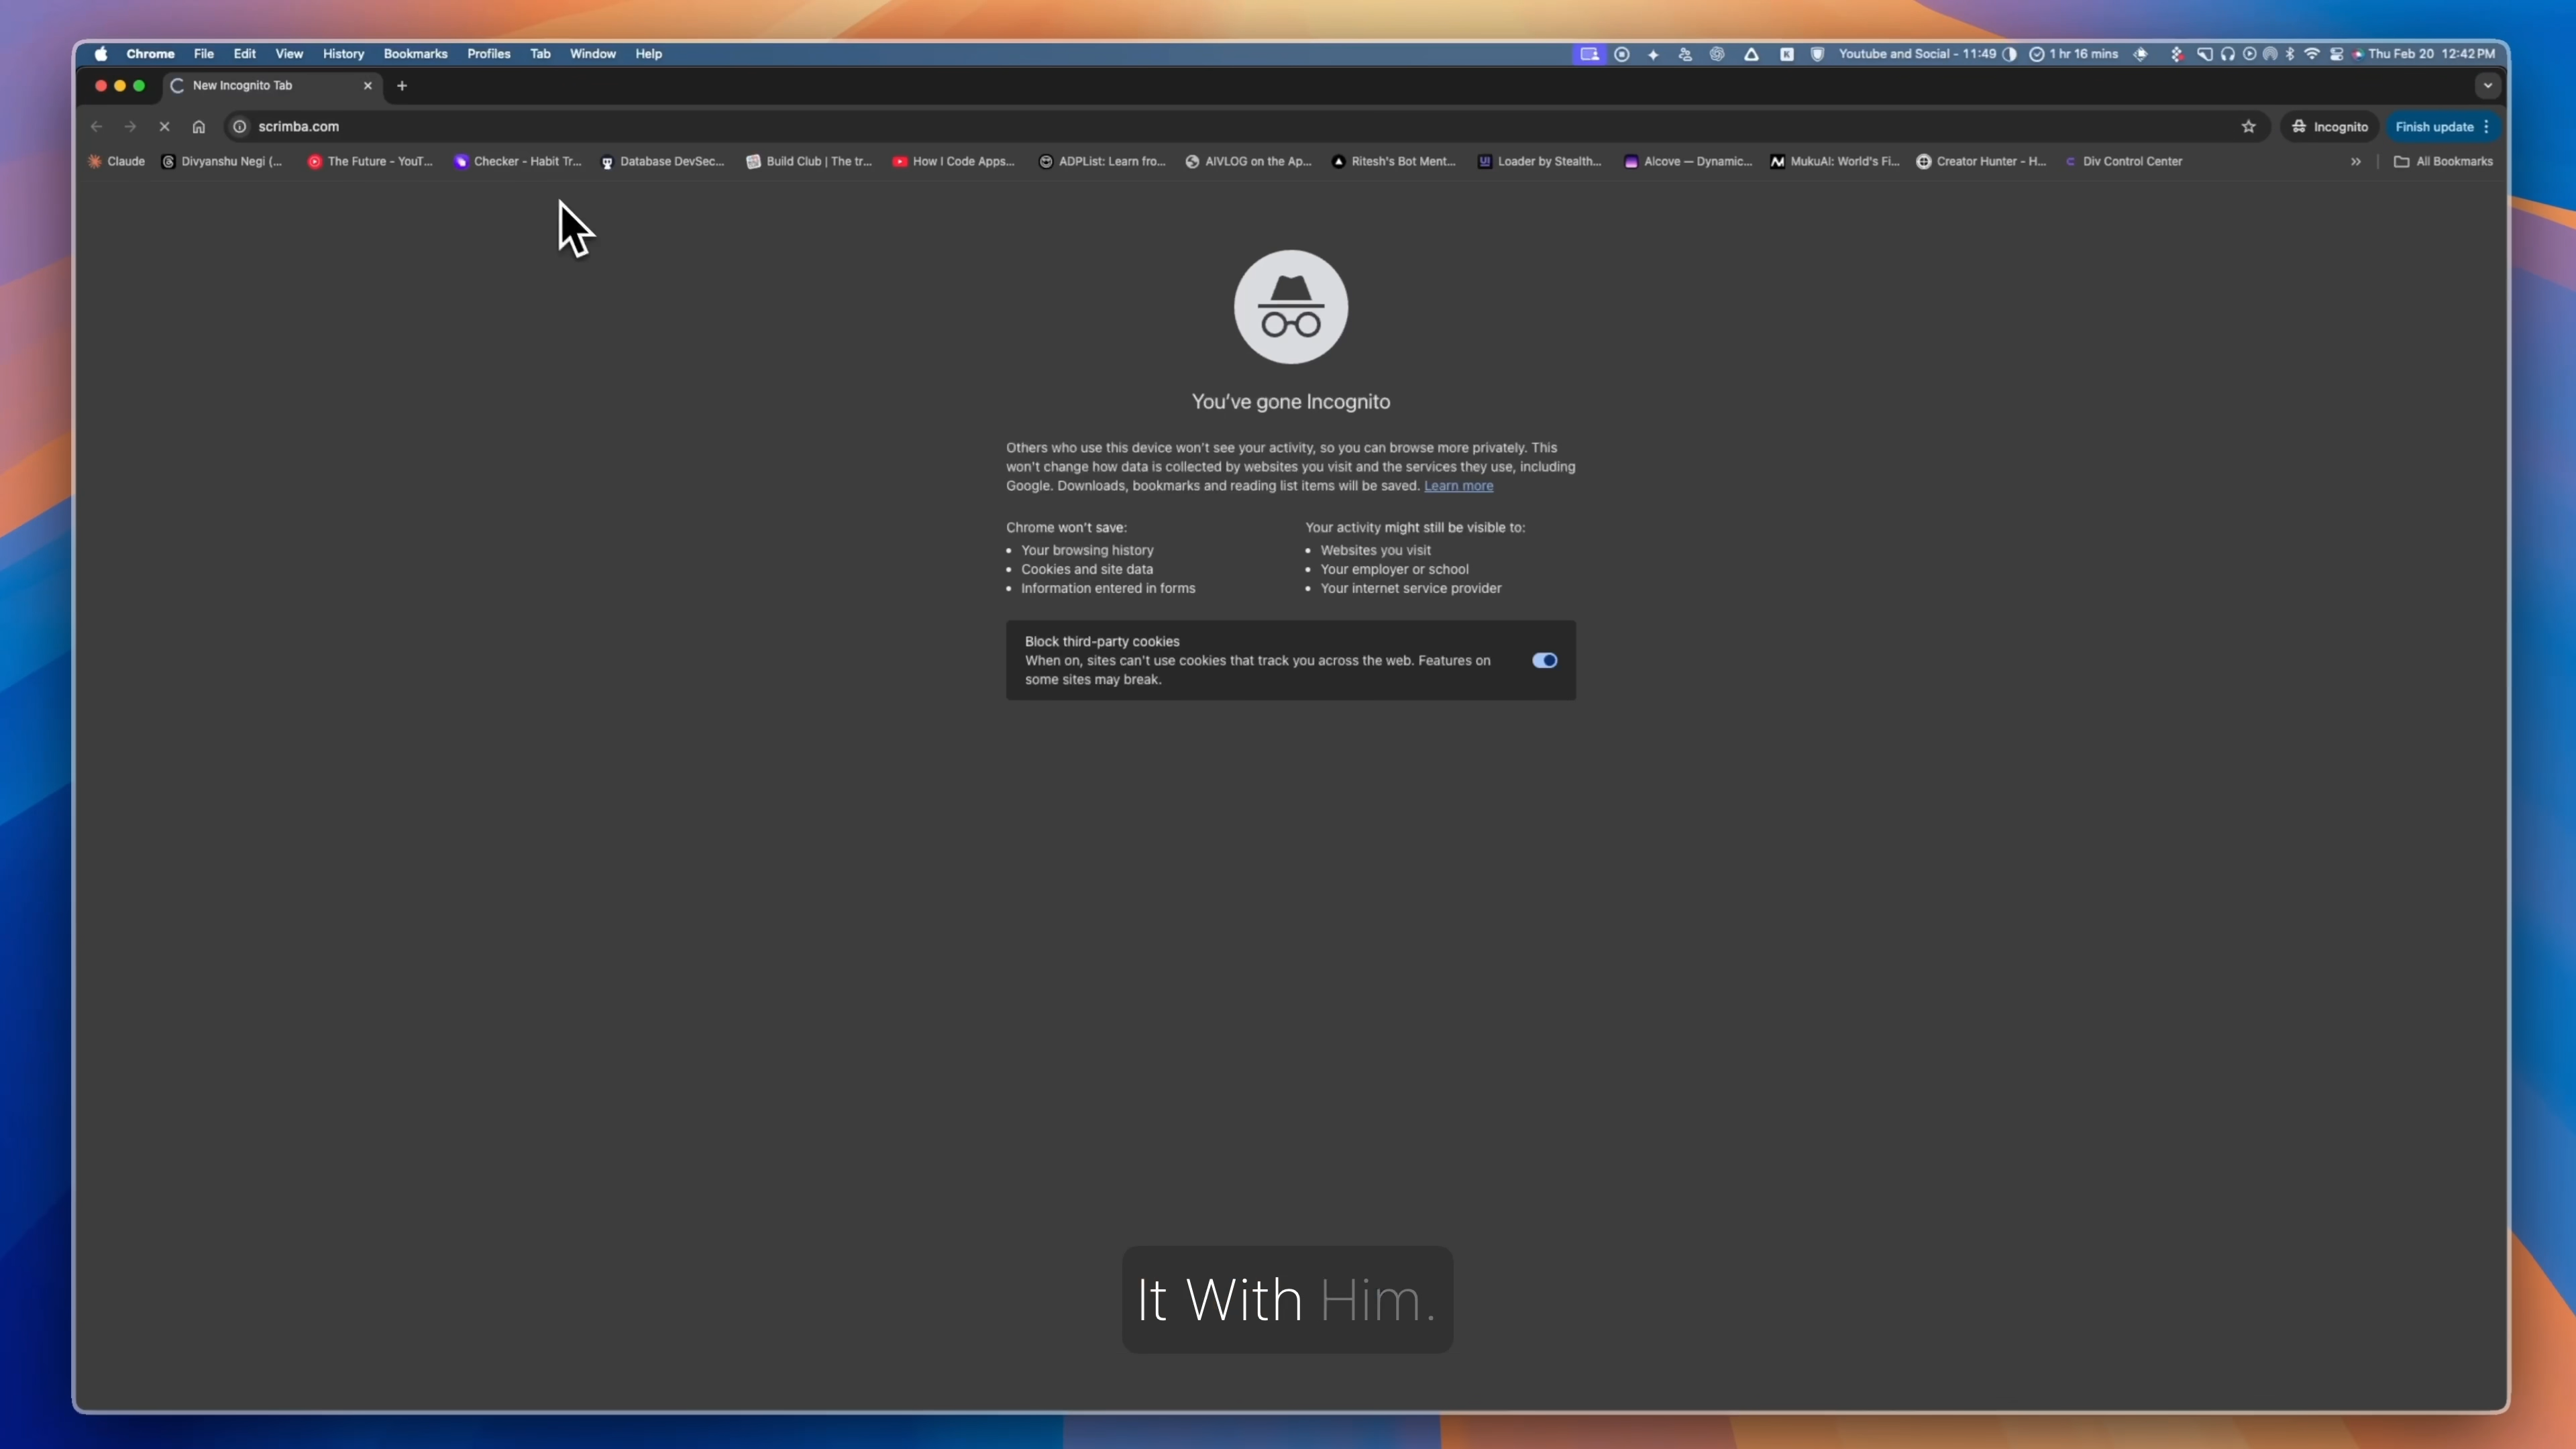 Chrome File Edit View History Bookmarks Profiles Tab Window Help
Youtube and Social - 11:49 1 hr 16 mins Thu Feb 20 12:42 PM
New Incognito Tab
scrimba.com
Incognito
Finish update
Claude Divyanshu Negi (... The Future - YouT... Checker - Habit Tr... Database DevSec... Build Club | The tr... How I Code Apps... ADPList: Learn fro... AIVLOG on the Ap... Ritesh's Bot Ment... Loader by Stealth... Alcove — Dynamic... MukuAI: World's Fi... Creator Hunter - H... Div Control Center » All Bookmarks
You've gone Incognito
Others who use this device won't see your activity, so you can browse more privately. This
won't change how data is collected by websites you visit and the services they use, including
Google. Downloads, bookmarks and reading list items will be saved. Learn more
Chrome won't save:
• Your browsing history
• Cookies and site data
• Information entered in forms
Your activity might still be visible to:
• Websites you visit
• Your employer or school
• Your internet service provider
Block third-party cookies
When on, sites can't use cookies that track you across the web. Features on
some sites may break.
It With Him.